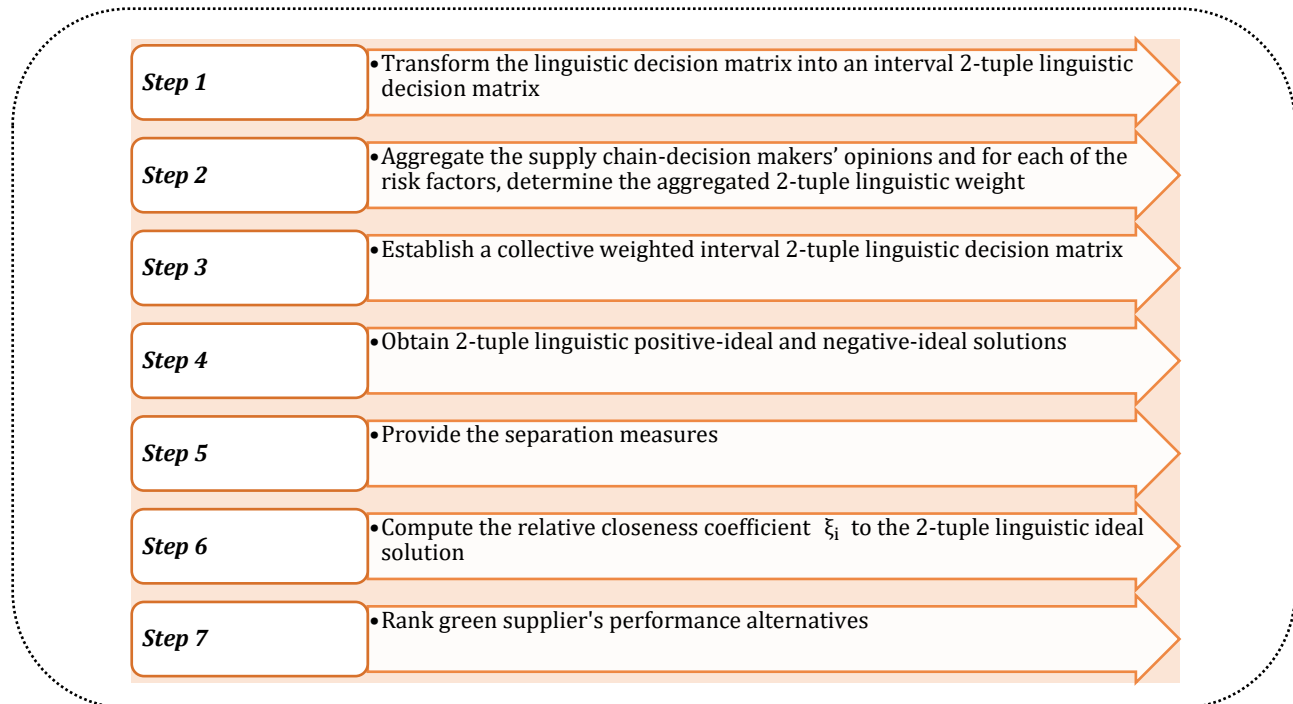 Step 1
•Transform the linguistic decision matrix into an interval 2-tuple linguistic
decision matrix
Step 2
•Aggregate the supply chain-decision makers’ opinions and for each of the
risk factors, determine the aggregated 2-tuple linguistic weight
Step 3
•Establish a collective weighted interval 2-tuple linguistic decision matrix
Step 4
•Obtain 2-tuple linguistic positive-ideal and negative-ideal solutions
Step 5
•Provide the separation measures
Step 6
•Compute the relative closeness coefficient ξi to the 2-tuple linguistic ideal
solution
Step 7
•Rank green supplier's performance alternatives